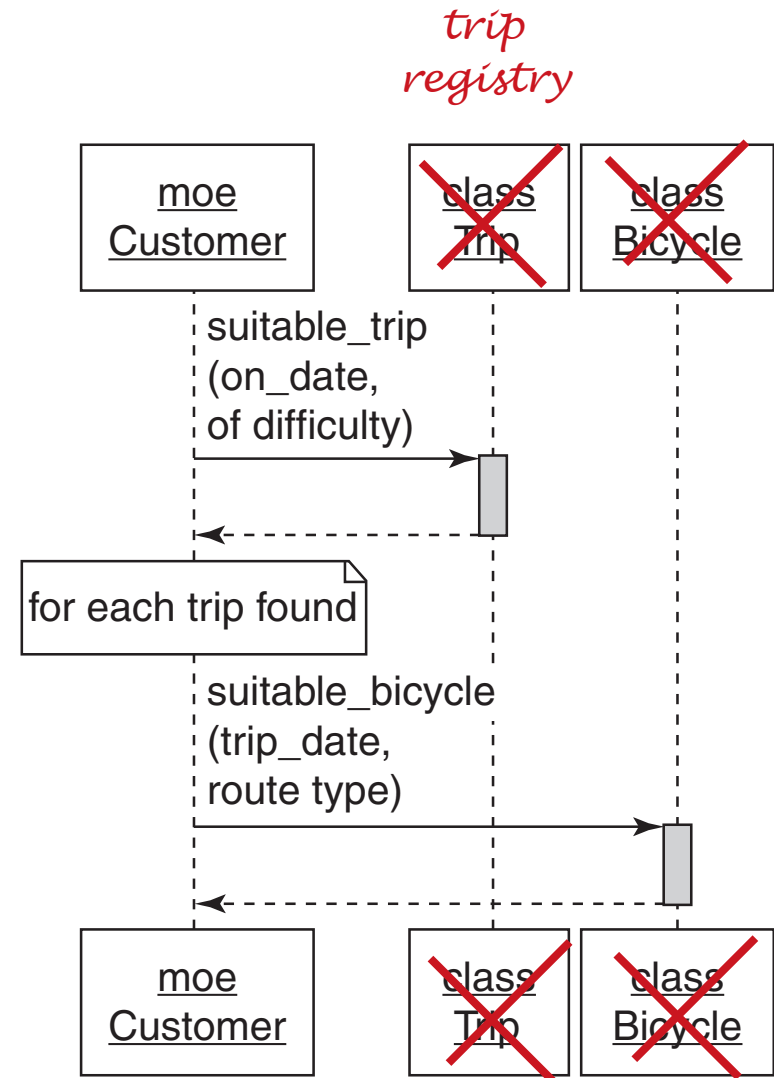 trip
registry
moe
Customer
class
Trip
class
Bicycle
suitable_trip
(on_date,
of difficulty)
for each trip found
suitable_bicycle
(trip_date,
route type)
moe
Customer
class
Trip
class
Bicycle